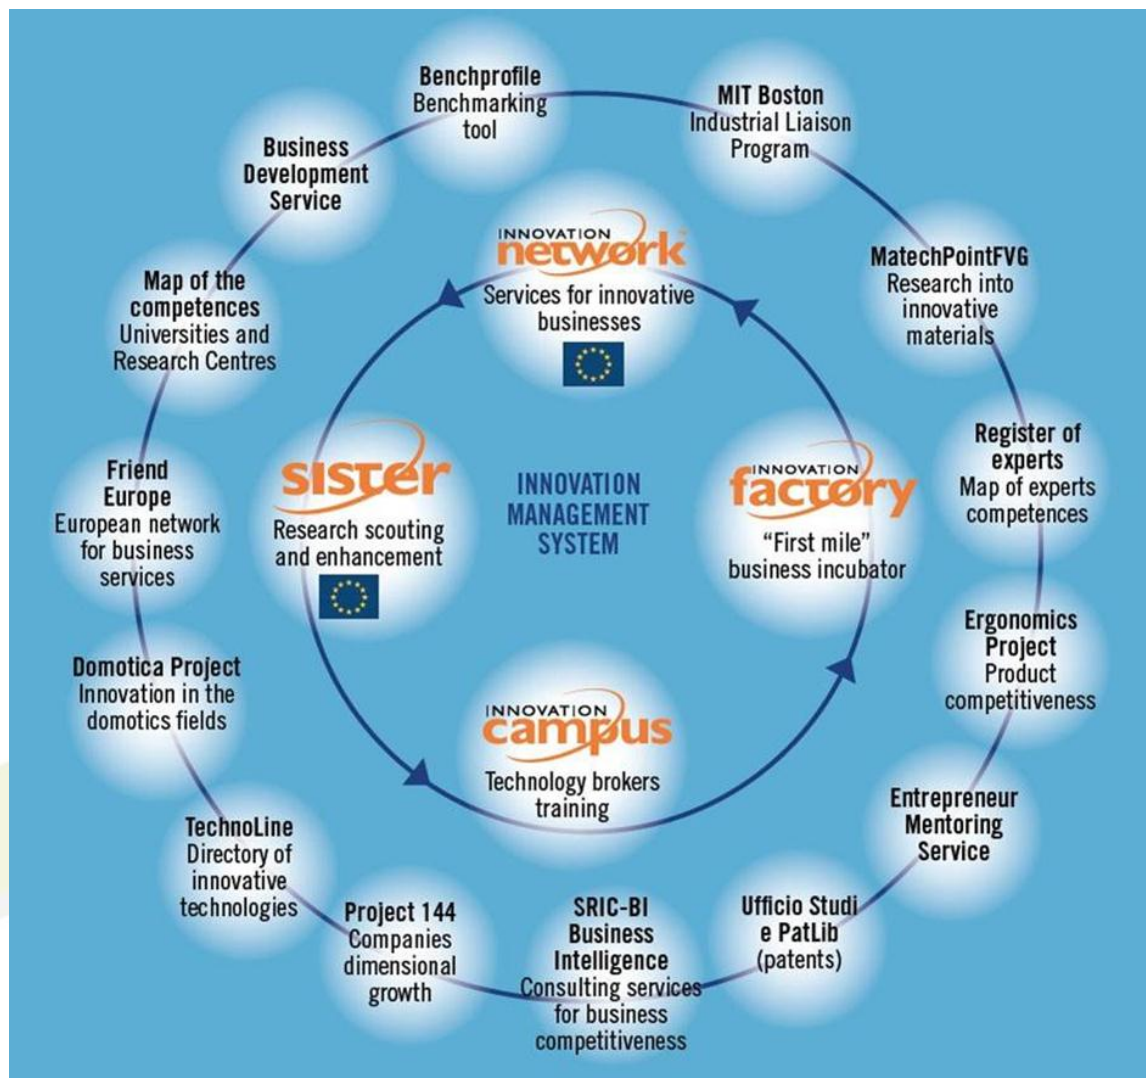 Benchprofile
Benchmarking
tool
MIT Boston
Industrial Liaison
Program
MatechPointFVG
Research into
innovative
materials
Register of
experts
Map of experts
competences
Ergonomics
Project
Product
competitiveness
Entrepreneur
Mentoring
Service
Ufficio Studi
e PatLib
(patents)
SRIC-BI
Business
Intelligence
Consulting services
for business
competitiveness
Project 144
Companies
dimensional
growth
TechnoLine
Directory of
innovative
technologies
Domotica Project
Innovation in the
domotics fields
Friend
Europe
European network
for business
services
Map of the
competences
Universities and
Research Centres
Business
Development
Service
INNOVATION
network
Services for innovative
businesses
sister
Research scouting
and enhancement
INNOVATION
MANAGEMENT
SYSTEM
INNOVATION
factory
“First mile”
business incubator
INNOVATION
campus
Technology brokers
training